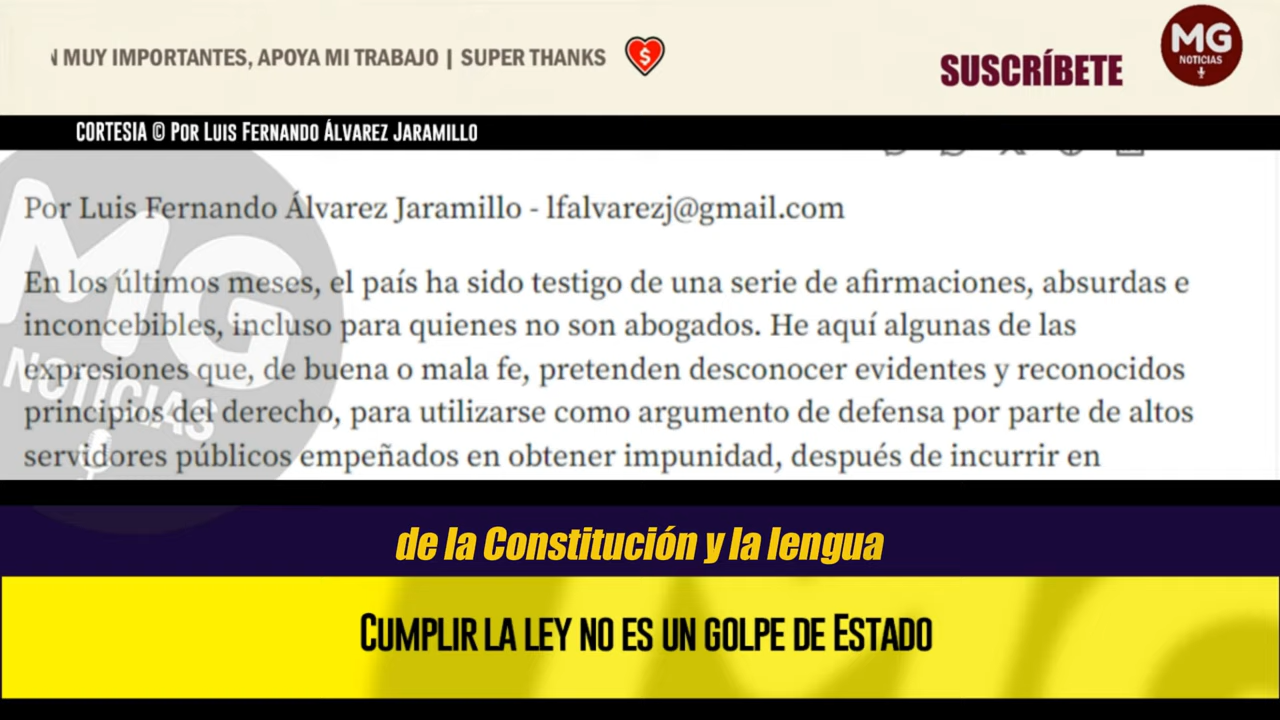 MUY IMPORTANTES, APOYA MI TRABAJO | SUPER THANKS
$
SUSCRÍBETE
MG
NOTICIAS
CORTESIA © POR LUIS FERNANDO ÁLVAREZ JARAMILLO
Por Luis Fernando Álvarez Jaramillo - lfalvarezj@gmail.com
En los últimos meses, el país ha sido testigo de una serie de afirmaciones, absurdas e
inconcebibles, incluso para quienes no son abogados. He aquí algunas de las
expresiones que, de buena o mala fe, pretenden desconocer evidentes y reconocidos
principios del derecho, para utilizarse como argumento de defensa por parte de altos
servidores públicos empeñados en obtener impunidad, después de incurrir en
MG
NOTICIAS
de la Constitución y la lengua
CUMPLIR LA LEY NO ES UN GOLPE DE ESTADO